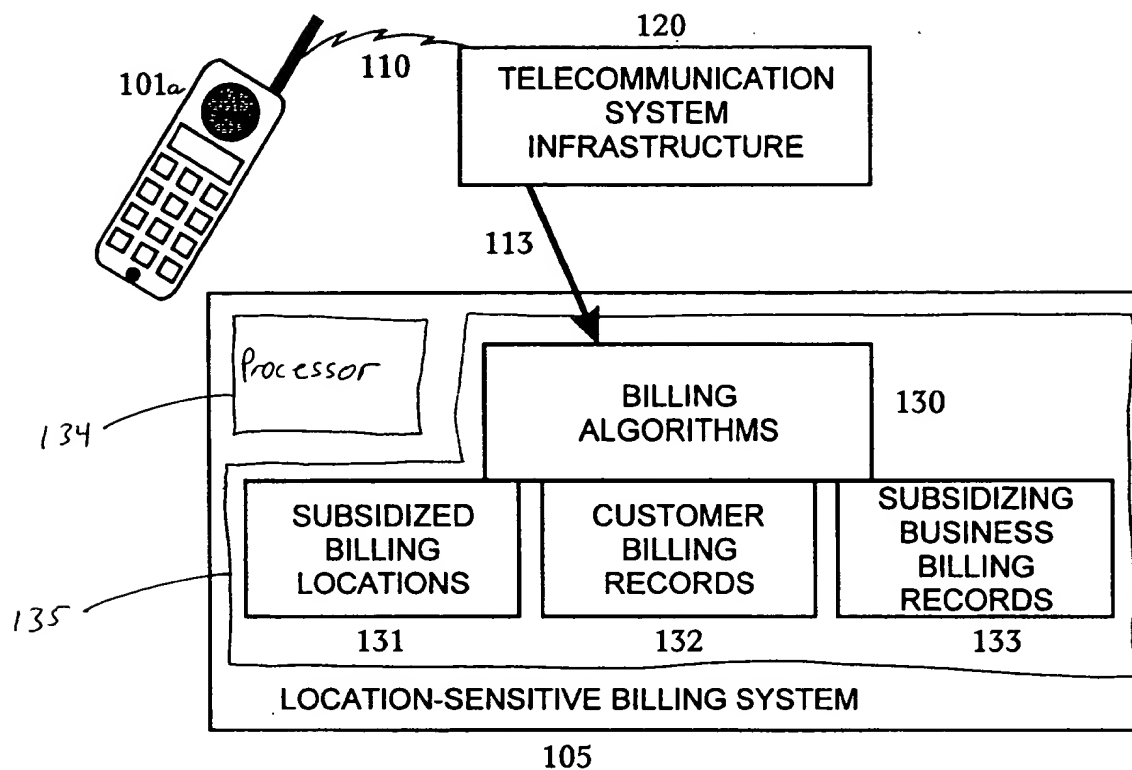 120
101a
110
TELECOMMUNICATION
SYSTEM
INFRASTRUCTURE
113
Processor
134
BILLING
ALGORITHMS
130
SUBSIDIZED
BILLING
LOCATIONS
CUSTOMER
BILLING
RECORDS
SUBSIDIZING
BUSINESS
BILLING
RECORDS
135
131
132
133
LOCATION-SENSITIVE BILLING SYSTEM
105